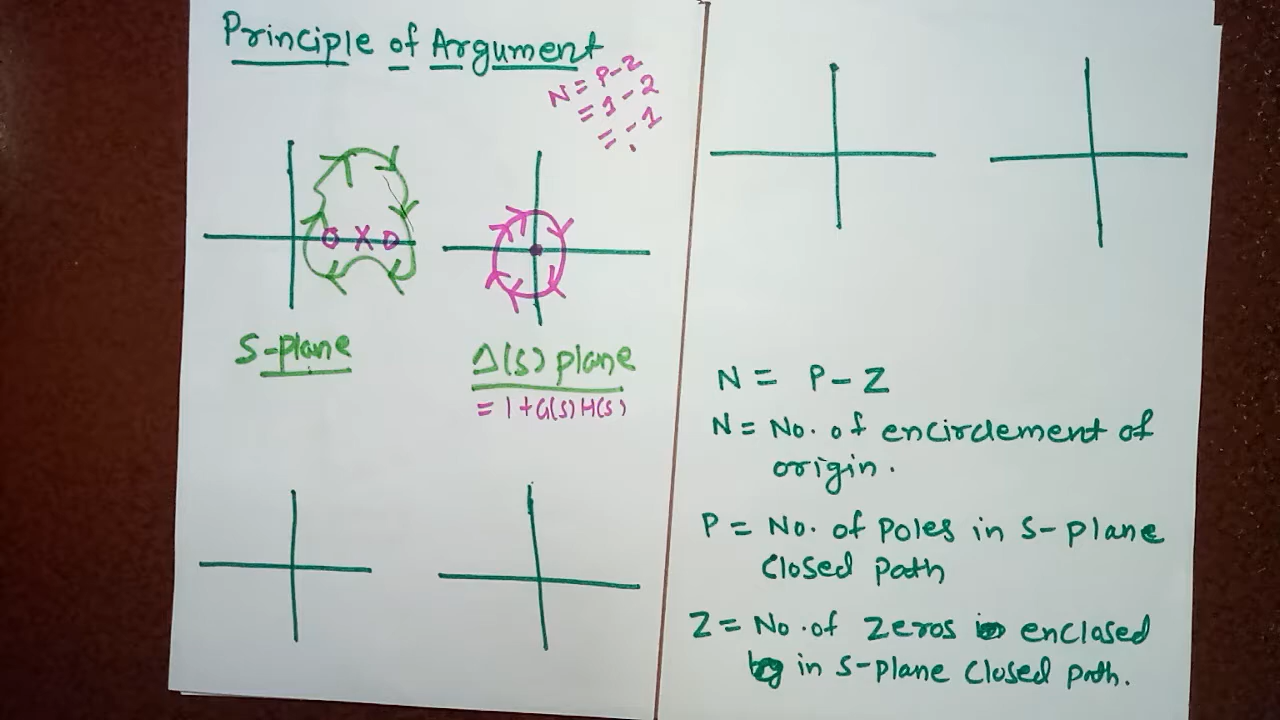 Principle of Argument
N = P-Z
= 1-2
= -1
O X O
S-plane
Δ(s) plane
= 1+G(s)H(s)
N = P-Z
N = No. of encirclement of
origin.
P = No. of Poles in S-plane
Closed Path
Z = No. of Zeros enclosed
in S-plane Closed path.